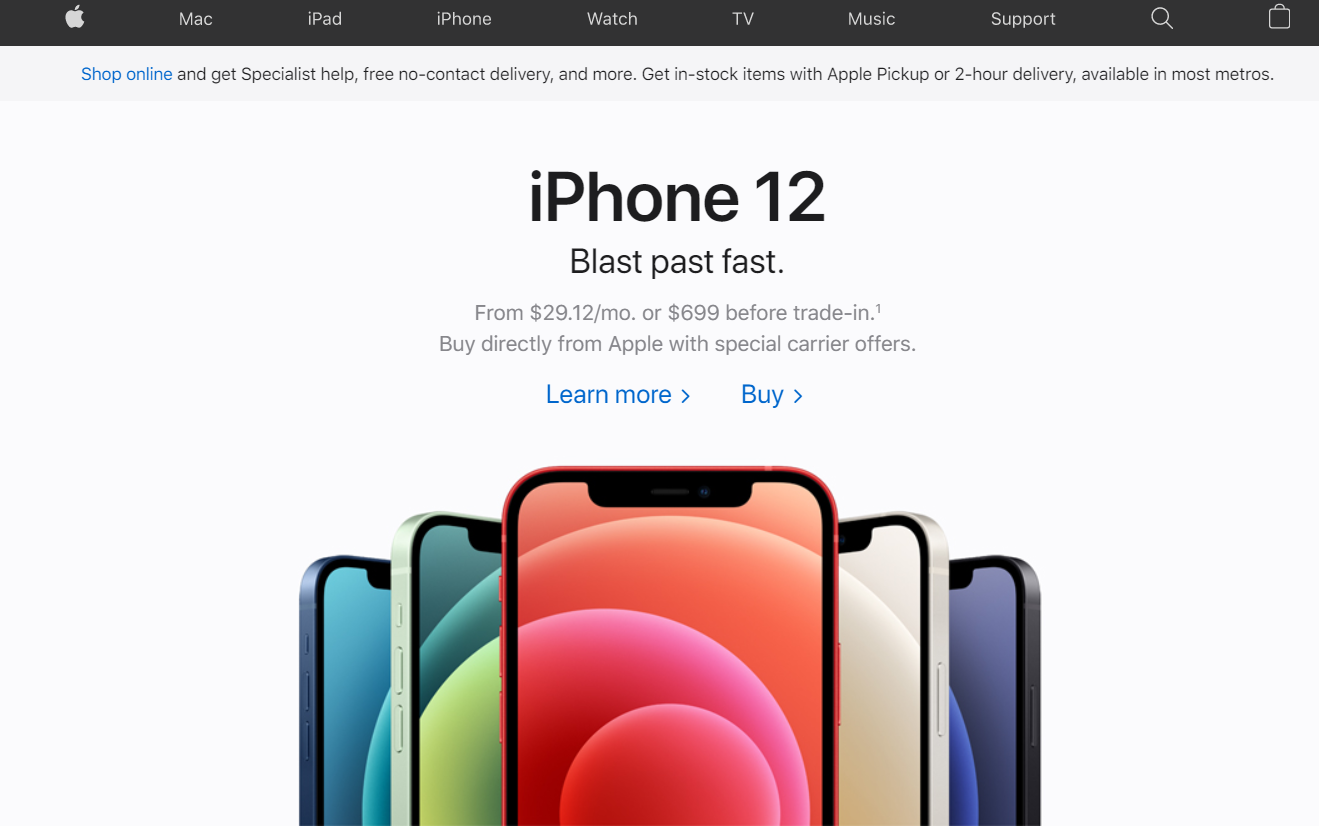 Mac iPad iPhone Watch TV Music Support
Shop online and get Specialist help, free no-contact delivery, and more. Get in-stock items with Apple Pickup or 2-hour delivery, available in most metros.
iPhone 12
Blast past fast.
From $29.12/mo. or $699 before trade-in.¹
Buy directly from Apple with special carrier offers.
Learn more > Buy >